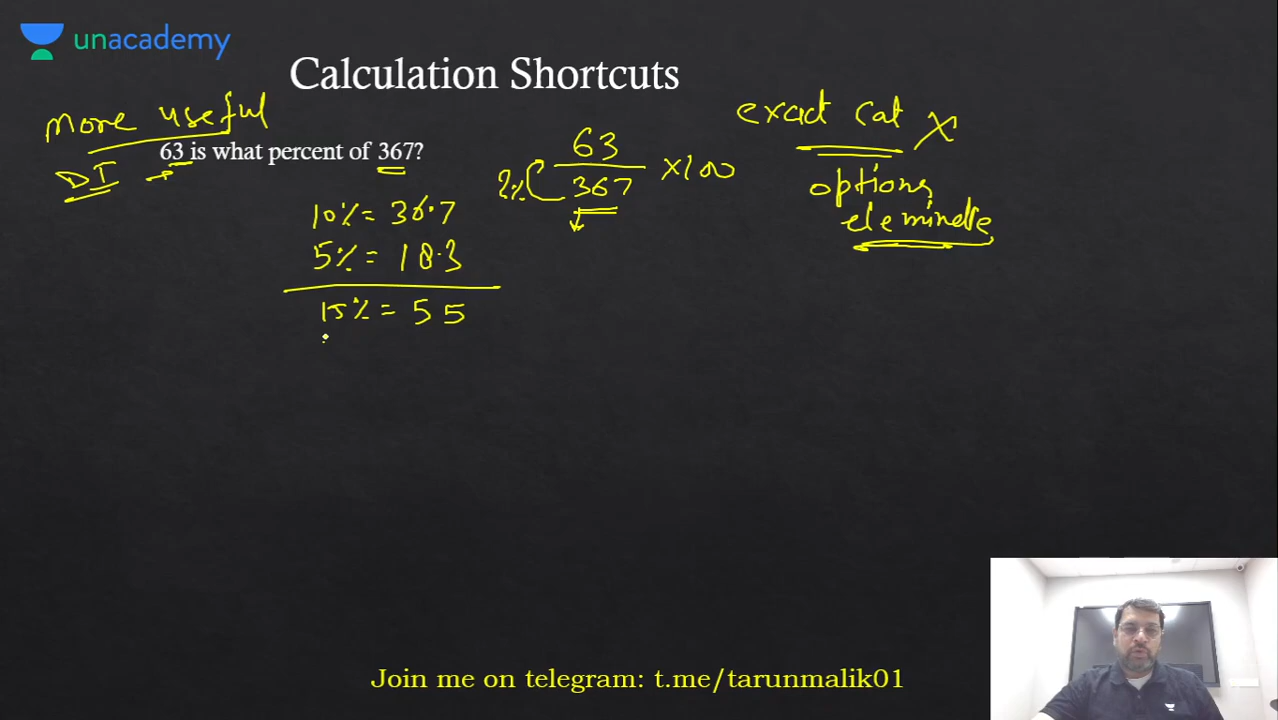 unacademy
Calculation Shortcuts
More useful
DI
63 is what percent of 367?
10% = 36.7
5% = 18.3
15% = 55
63
367
×100
exact cal ×
options
eleminate
Join me on telegram: t.me/tarunmalik01